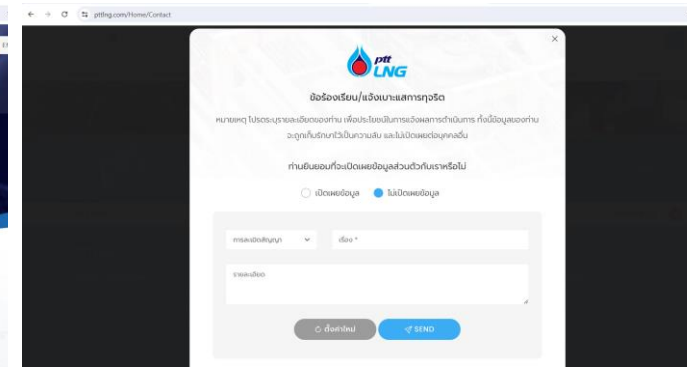 pttlng.com/Home/Contact
ptt
LNG
ข้อร้องเรียน/แจ้งเบาะแสการทุจริต
หมายเหตุ โปรดระบุรายละเอียดของท่าน เพื่อประโยชน์ในการแจ้งผลการดำเนินการ ทั้งนี้ข้อมูลของท่าน
จะถูกเก็บรักษาไว้เป็นความลับ และไม่เปิดเผยต่อบุคคลอื่น
ท่านยินยอมที่จะเปิดเผยข้อมูลส่วนตัวกับเราหรือไม่
เปิดเผยข้อมูล ไม่เปิดเผยข้อมูล
การละเมิดสัญญา เรื่อง *
รายละเอียด
ตั้งค่าใหม่ SEND